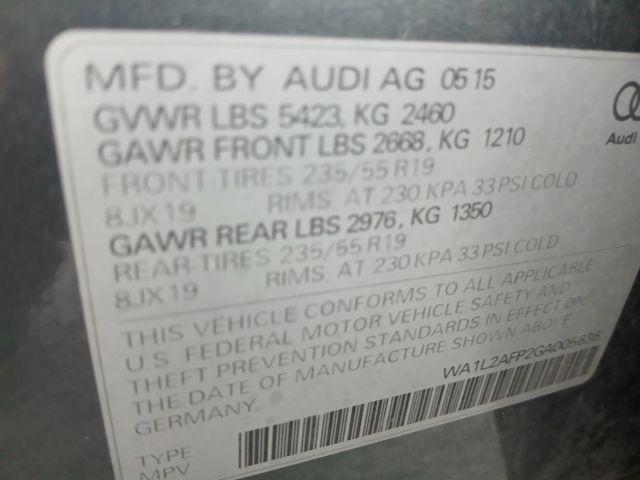 MFD. BY AUDI AG 05 15
GVWR LBS 5423, KG 2460
GAWR FRONT LBS 2668, KG 1210
FRONT TIRES 235/55 R19
8JX19 RIMS, AT 230 KPA 33 PSI COLD
GAWR REAR LBS 2976, KG 1350
REAR TIRES 235/55 R19
8JX19 RIMS, AT 230 KPA 33 PSI COLD
THIS VEHICLE CONFORMS TO ALL APPLICABLE
U.S. FEDERAL MOTOR VEHICLE SAFETY AND
THEFT PREVENTION STANDARDS IN EFFECT ON
THE DATE OF MANUFACTURE SHOWN ABOVE.
GERMANY
WA1L2AFP2GA005636
TYPE
MPV
Audi